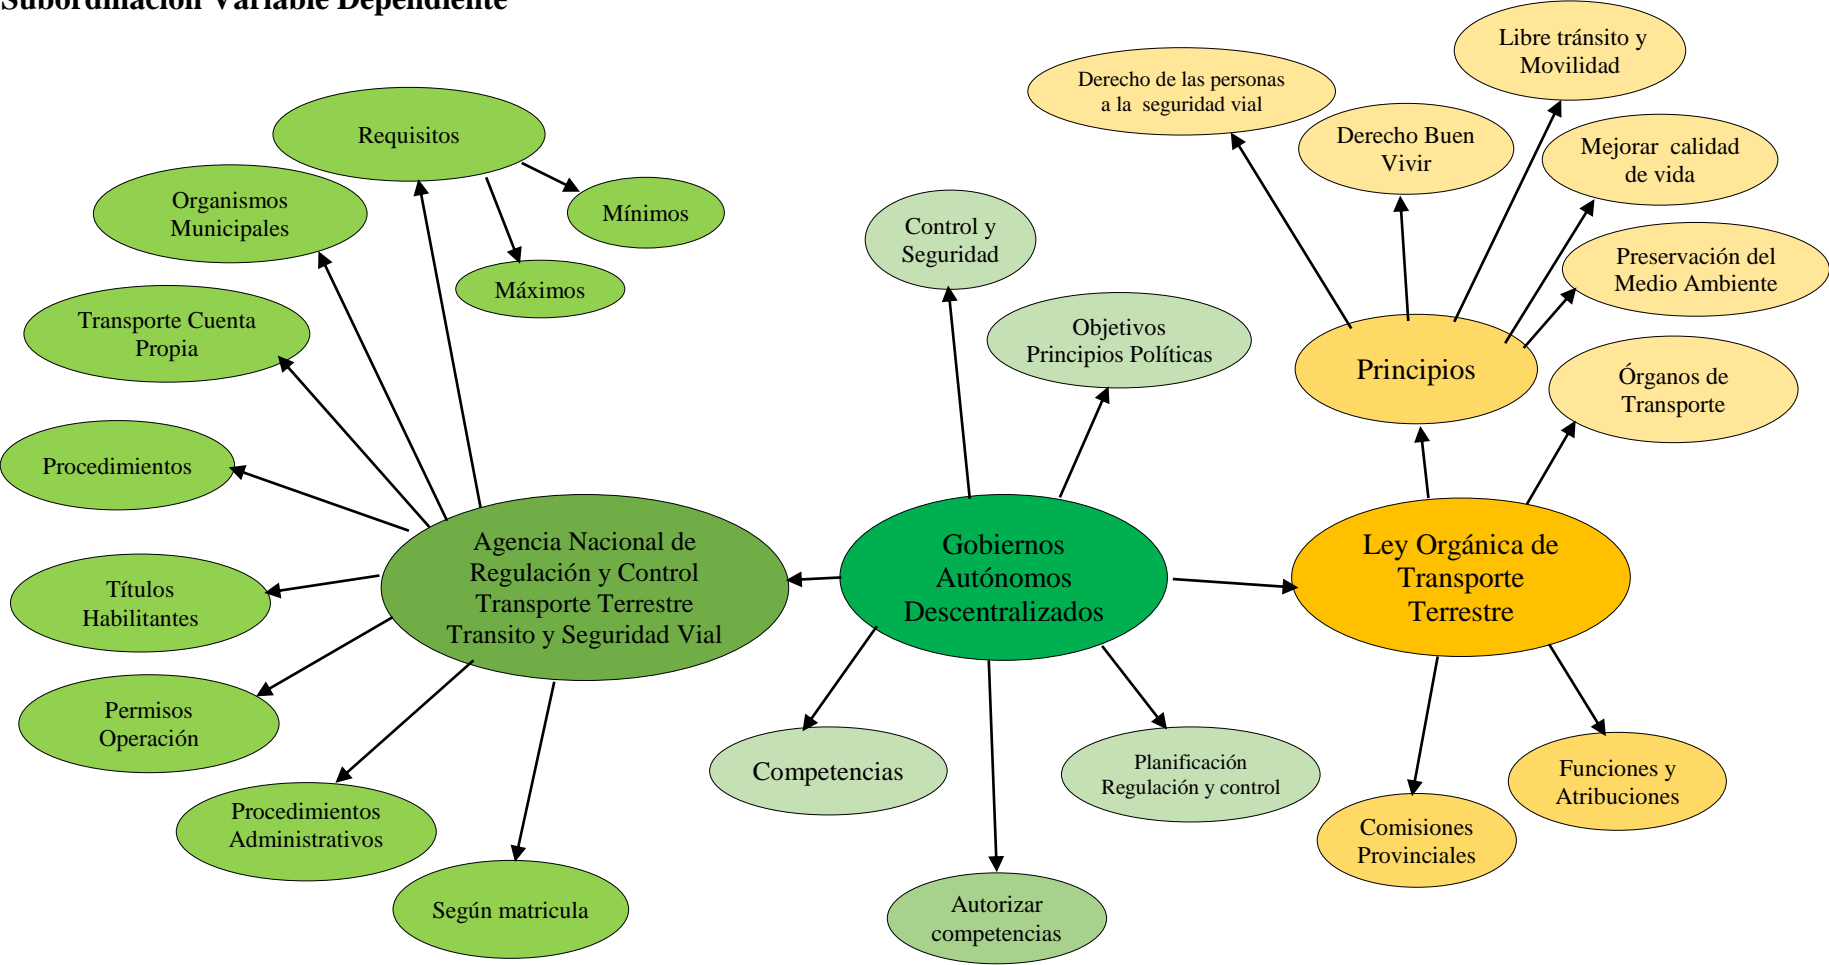 Subordinación Variable Dependiente
Libre tránsito y
Movilidad
Derecho de las personas
a la seguridad vial
Derecho Buen
Vivir
Mejorar calidad
de vida
Preservación del
Medio Ambiente
Órganos de
Transporte
Principios
Requisitos
Mínimos
Máximos
Organismos
Municipales
Transporte Cuenta
Propia
Procedimientos
Títulos
Habilitantes
Permisos
Operación
Procedimientos
Administrativos
Según matricula
Agencia Nacional de
Regulación y Control
Transporte Terrestre
Transito y Seguridad Vial
Control y
Seguridad
Objetivos
Principios Políticas
Gobiernos
Autónomos
Descentralizados
Competencias
Autorizar
competencias
Planificación
Regulación y control
Ley Orgánica de
Transporte
Terrestre
Comisiones
Provinciales
Funciones y
Atribuciones